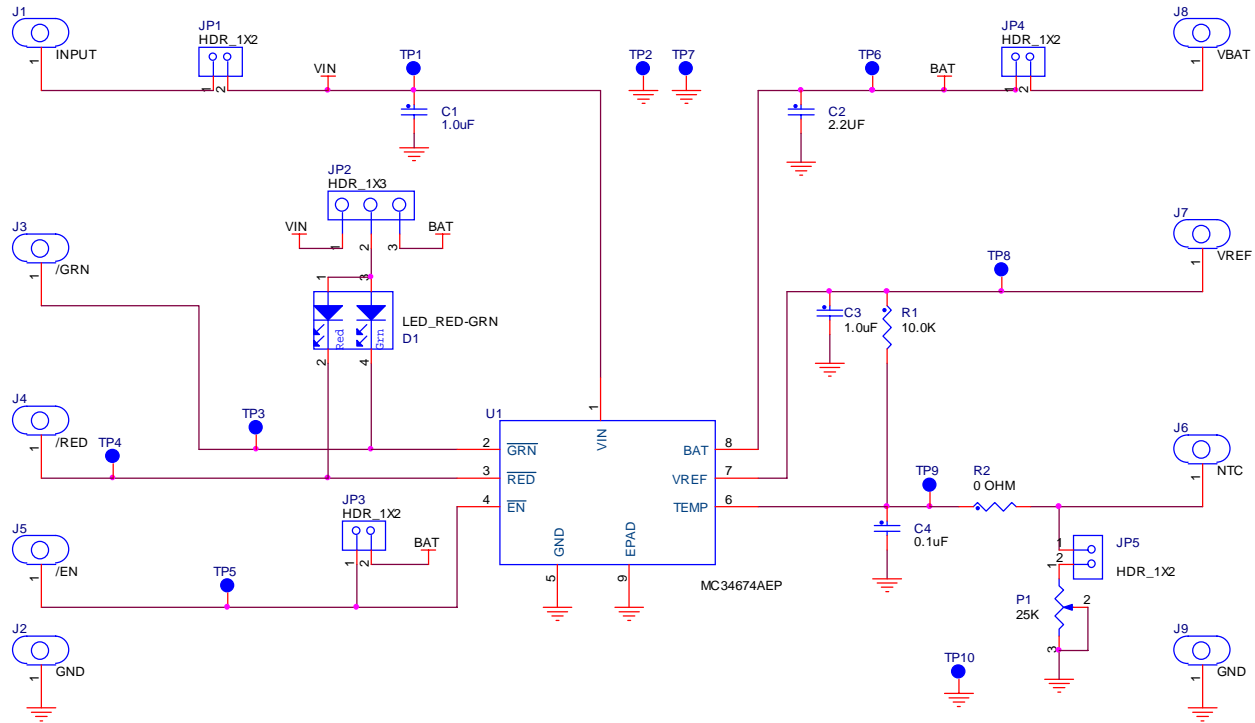 J1
INPUT
1
JP1
HDR_1X2
1
2
VIN
TP1
C1
1.0uF
TP2
TP7
TP6
BAT
JP4
HDR_1X2
1
2
J8
VBAT
1
C2
2.2UF
JP2
HDR_1X3
VIN
1
2
3
BAT
J3
/GRN
1
1
3
Red
Grn
2
4
LED_RED-GRN
D1
TP8
J7
VREF
1
C3
1.0uF
R1
10.0K
J4
/RED
1
TP4
TP3
U1
1
VIN
2
GRN
3
RED
4
EN
BAT
8
VREF
7
TEMP
6
GND
5
EPAD
9
MC34674AEP
TP9
R2
0 OHM
J6
NTC
1
C4
0.1uF
JP3
HDR_1X2
1
2
BAT
J5
/EN
1
TP5
1
2
JP5
HDR_1X2
1
P1
25K
2
3
J2
GND
1
TP10
J9
GND
1